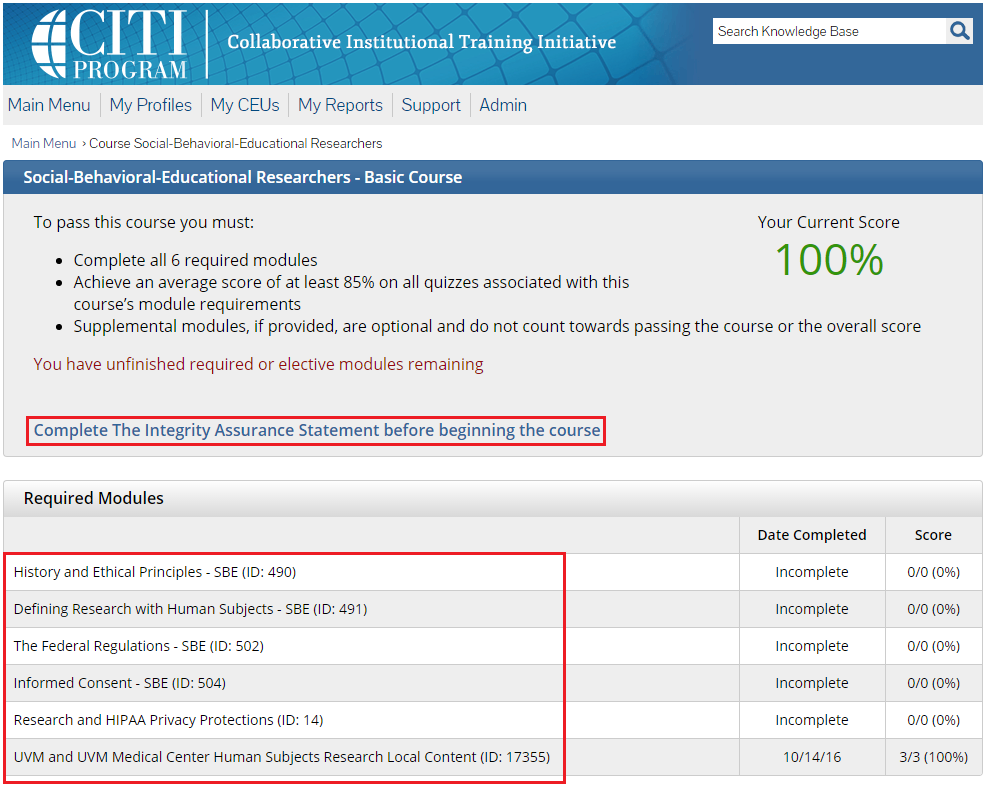 CITI
PROGRAM
Collaborative Institutional Training Initiative
Search Knowledge Base
Main Menu My Profiles My CEUs My Reports Support Admin
Main Menu › Course Social-Behavioral-Educational Researchers
Social-Behavioral-Educational Researchers - Basic Course
To pass this course you must:
Your Current Score
100%
• Complete all 6 required modules
• Achieve an average score of at least 85% on all quizzes associated with this
course’s module requirements
• Supplemental modules, if provided, are optional and do not count towards passing the course or the overall score
You have unfinished required or elective modules remaining
Complete The Integrity Assurance Statement before beginning the course
Required Modules
Date Completed Score
History and Ethical Principles - SBE (ID: 490) Incomplete 0/0 (0%)
Defining Research with Human Subjects - SBE (ID: 491) Incomplete 0/0 (0%)
The Federal Regulations - SBE (ID: 502) Incomplete 0/0 (0%)
Informed Consent - SBE (ID: 504) Incomplete 0/0 (0%)
Research and HIPAA Privacy Protections (ID: 14) Incomplete 0/0 (0%)
UVM and UVM Medical Center Human Subjects Research Local Content (ID: 17355) 10/14/16 3/3 (100%)